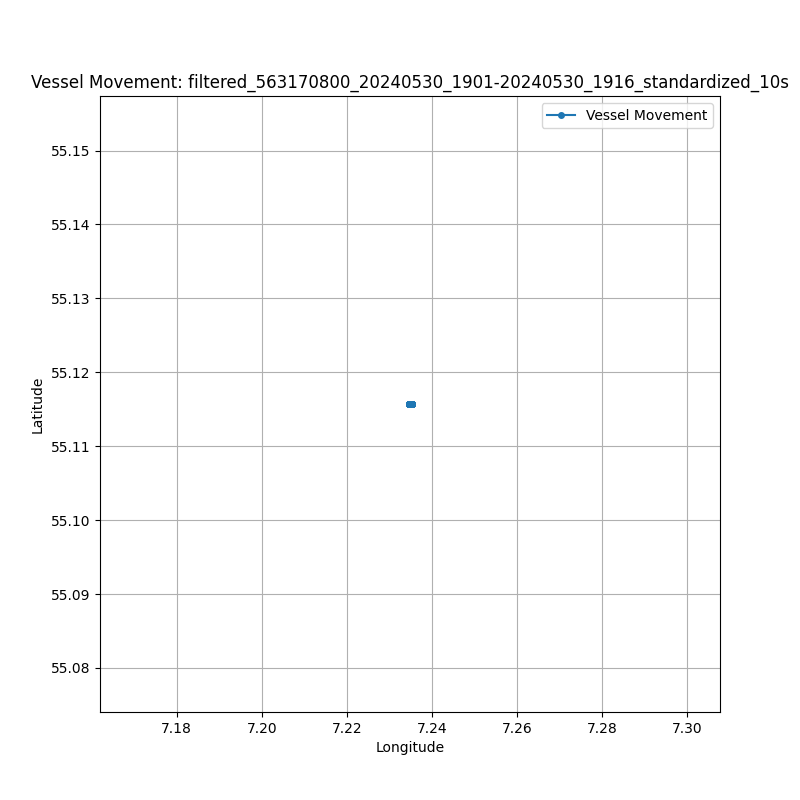 Vessel Movement: filtered_563170800_20240530_1901-20240530_1916_standardized_10s
Vessel Movement
55.15
55.14
55.13
55.12
55.11
55.10
55.09
55.08
Latitude
7.18 7.20 7.22 7.24 7.26 7.28 7.30
Longitude